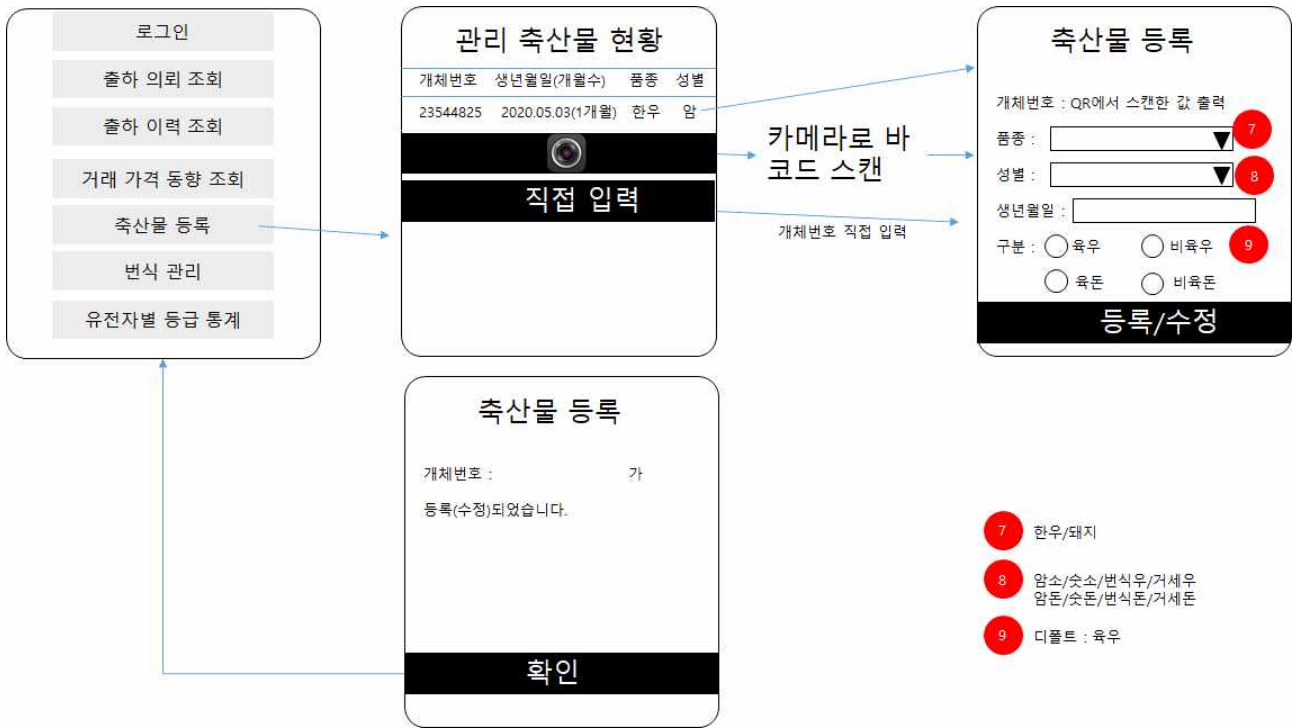 로그인
출하 의뢰 조회
출하 이력 조회
거래 가격 동향 조회
축산물 등록
번식 관리
유전자별 등급 통계
관리 축산물 현황
개체번호 생년월일(개월수) 품종 성별
23544825 2020.05.03(1개월) 한우 암
직접 입력
카메라로 바
코드 스캔
개체번호 직접 입력
축산물 등록
개체번호 : QR에서 스캔한 값 출력
품종 : 7
성별 : 8
생년월일 :
구분 : 육우 비육우 9
육돈 비육돈
등록/수정
축산물 등록
개체번호 : 가
등록(수정)되었습니다.
확인
7 한우/돼지
8 암소/숫소/번식우/거세우
암돈/숫돈/번식돈/거세돈
9 디폴트 : 육우